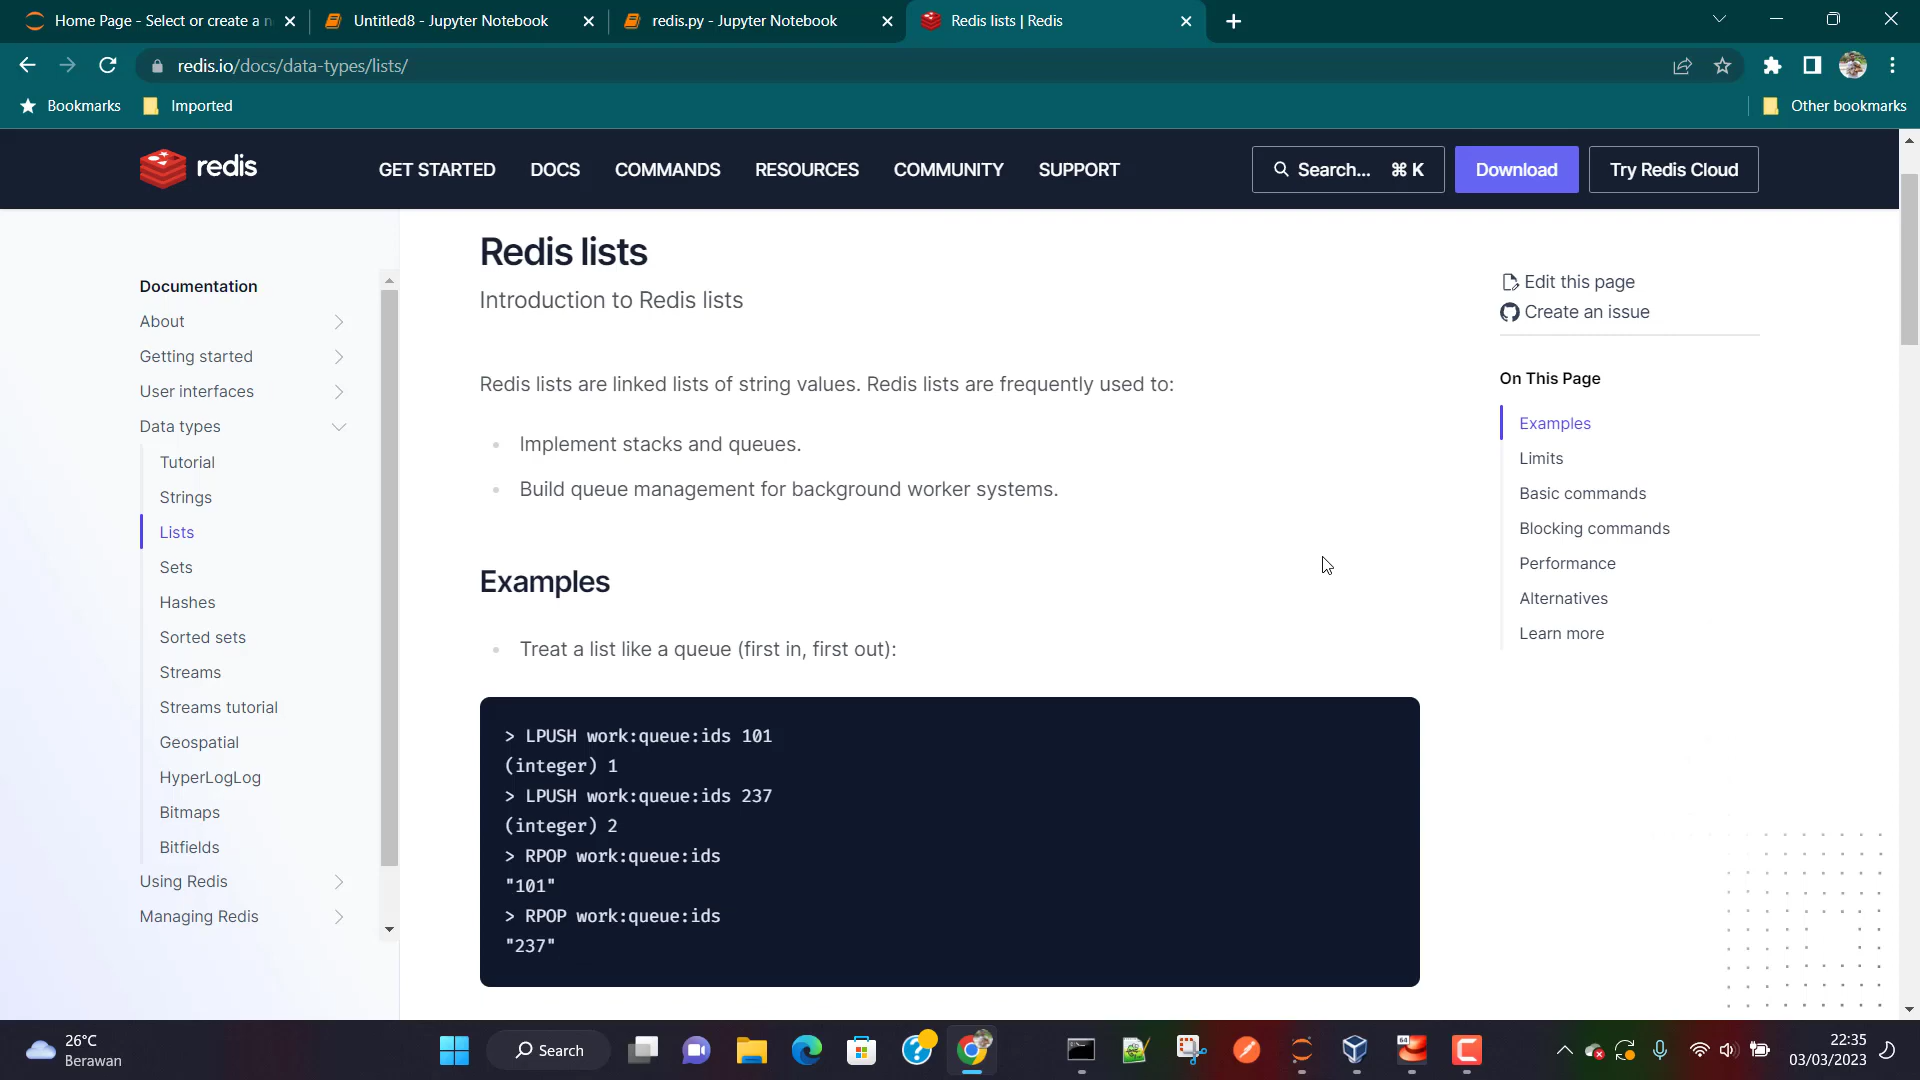 Home Page - Select or create a n
Untitled8 - Jupyter Notebook
redis.py - Jupyter Notebook
Redis lists | Redis
redis.io/docs/data-types/lists/
Bookmarks
Imported
Other bookmarks
redis
GET STARTED
DOCS
COMMANDS
RESOURCES
COMMUNITY
SUPPORT
Search... ⌘ K
Download
Try Redis Cloud
Documentation
About
Getting started
User interfaces
Data types
Tutorial
Strings
Lists
Sets
Hashes
Sorted sets
Streams
Streams tutorial
Geospatial
HyperLogLog
Bitmaps
Bitfields
Using Redis
Managing Redis
Redis lists
Introduction to Redis lists
Redis lists are linked lists of string values. Redis lists are frequently used to:
Implement stacks and queues.
Build queue management for background worker systems.
Examples
Treat a list like a queue (first in, first out):
> LPUSH work:queue:ids 101
(integer) 1
> LPUSH work:queue:ids 237
(integer) 2
> RPOP work:queue:ids
"101"
> RPOP work:queue:ids
"237"
Edit this page
Create an issue
On This Page
Examples
Limits
Basic commands
Blocking commands
Performance
Alternatives
Learn more
26°C
Berawan
Search
64
22:35
03/03/2023